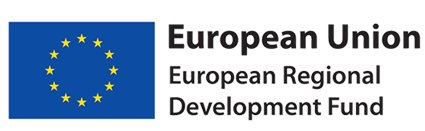 European Union
European Regional
Development Fund